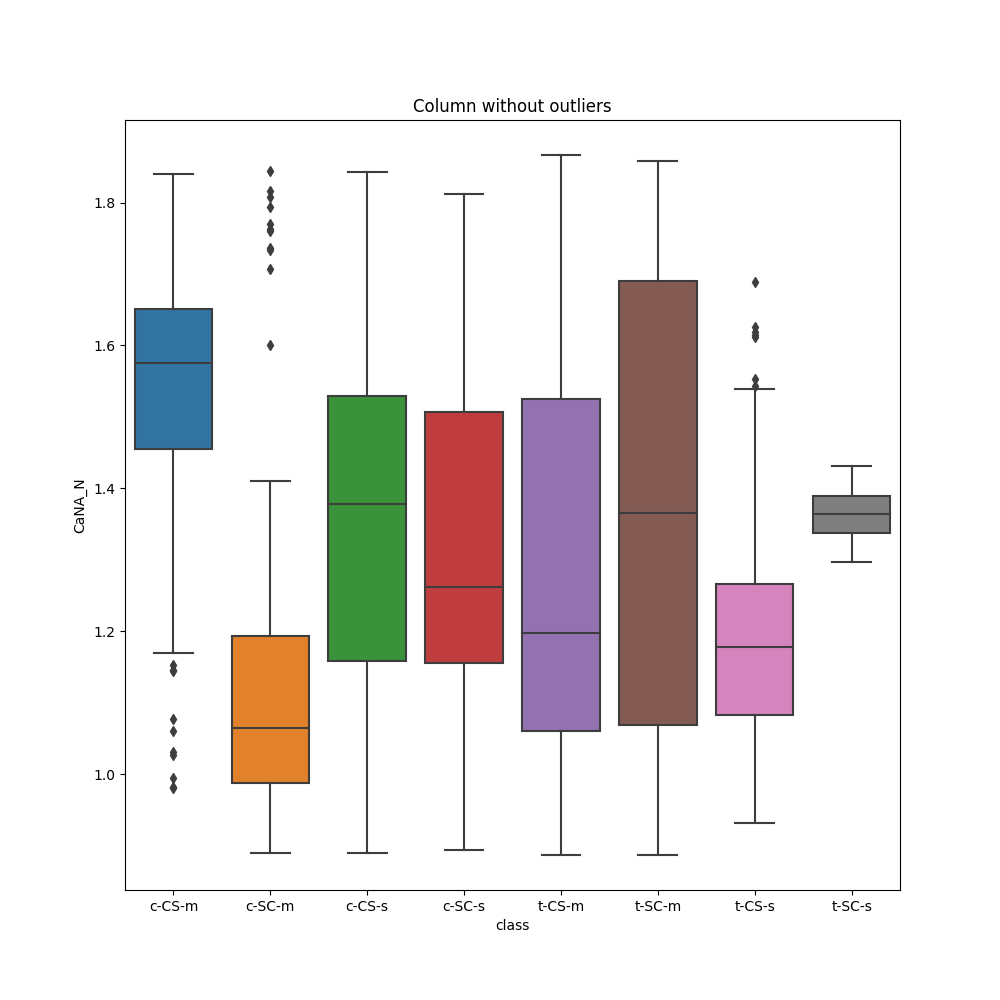 Column without outliers
1.8
1.6
1.4
1.2
1.0
CaNA_N
c-CS-m c-SC-m c-CS-s c-SC-s t-CS-m t-SC-m t-CS-s t-SC-s
class